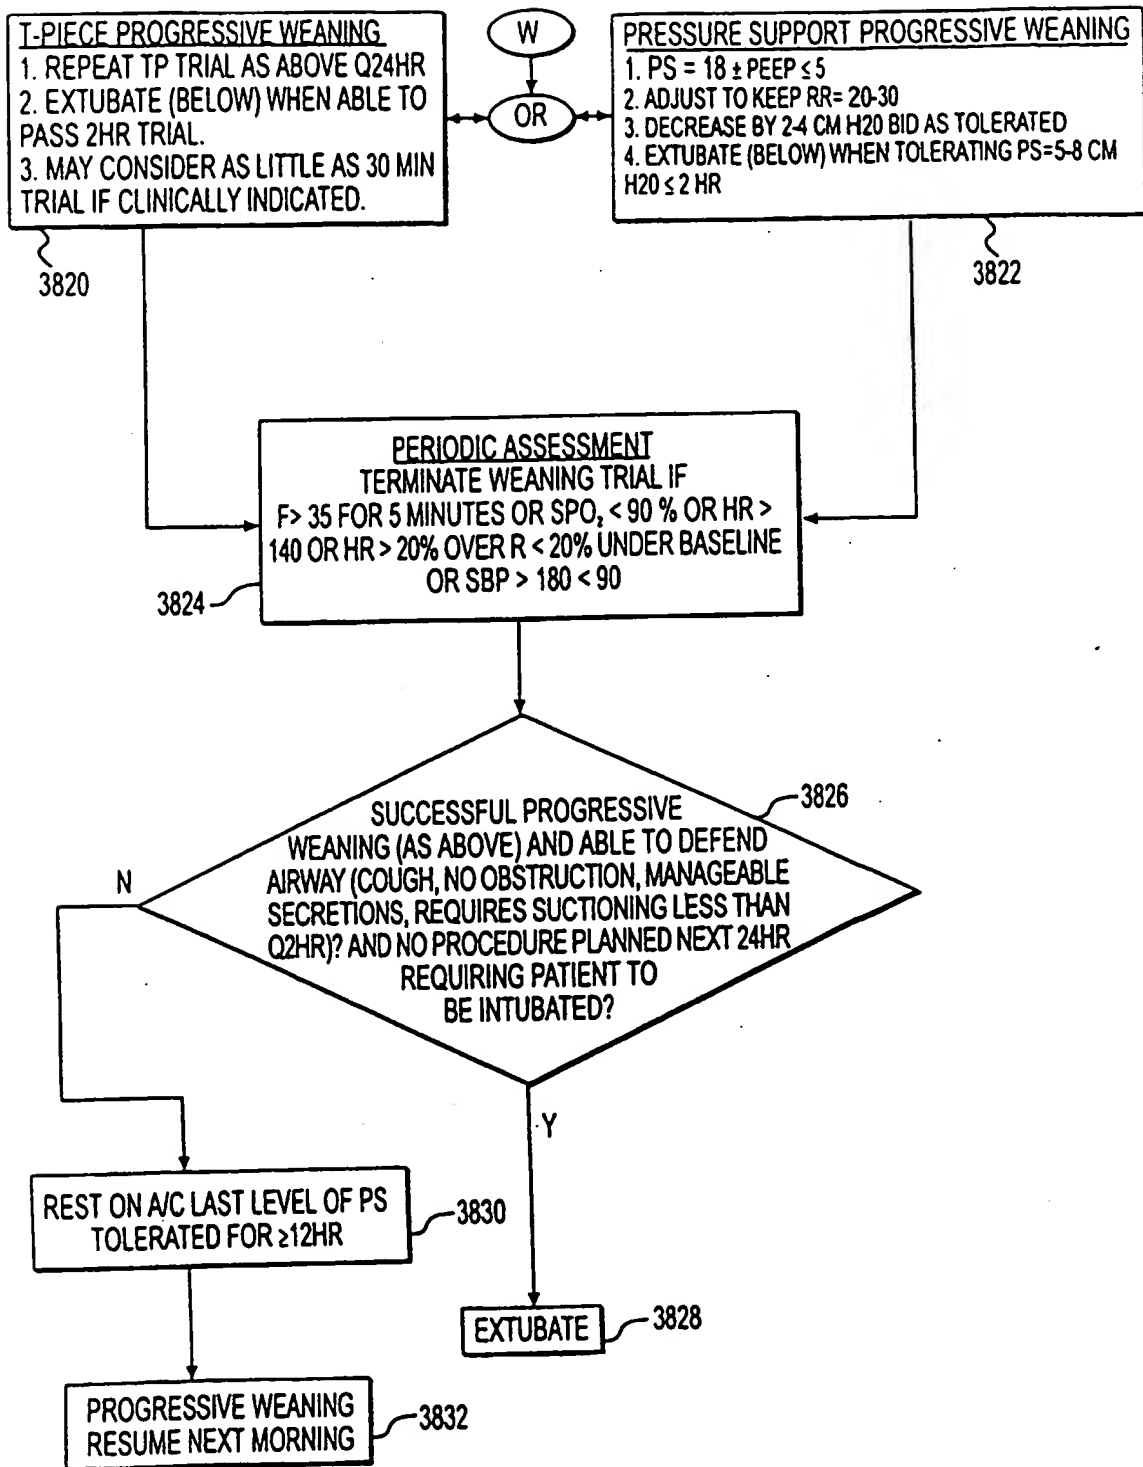 T-PIECE PROGRESSIVE WEANING
1. REPEAT TP TRIAL AS ABOVE Q24HR
2. EXTUBATE (BELOW) WHEN ABLE TO
PASS 2HR TRIAL.
3. MAY CONSIDER AS LITTLE AS 30 MIN
TRIAL IF CLINICALLY INDICATED.
3820
W
OR
PRESSURE SUPPORT PROGRESSIVE WEANING
1. PS = 18 ± PEEP ≤ 5
2. ADJUST TO KEEP RR= 20-30
3. DECREASE BY 2-4 CM H20 BID AS TOLERATED
4. EXTUBATE (BELOW) WHEN TOLERATING PS=5-8 CM
H20 ≤ 2 HR
3822
PERIODIC ASSESSMENT
TERMINATE WEANING TRIAL IF
F> 35 FOR 5 MINUTES OR SPO₂ < 90 % OR HR >
140 OR HR > 20% OVER R < 20% UNDER BASELINE
OR SBP > 180 < 90
3824
SUCCESSFUL PROGRESSIVE
WEANING (AS ABOVE) AND ABLE TO DEFEND
AIRWAY (COUGH, NO OBSTRUCTION, MANAGEABLE
SECRETIONS, REQUIRES SUCTIONING LESS THAN
Q2HR)? AND NO PROCEDURE PLANNED NEXT 24HR
REQUIRING PATIENT TO
BE INTUBATED?
3826
N
Y
REST ON A/C LAST LEVEL OF PS
TOLERATED FOR ≥12HR
3830
EXTUBATE
3828
PROGRESSIVE WEANING
RESUME NEXT MORNING
3832